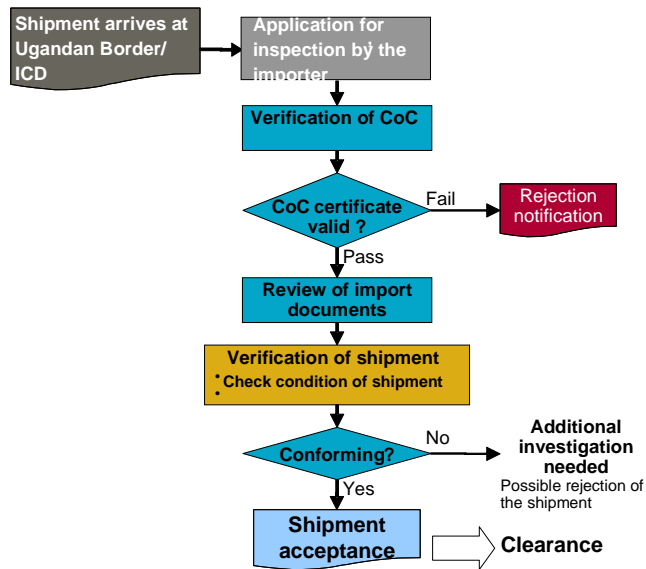 Shipment arrives at
Ugandan Border/
ICD
Application for
inspection by the
importer
Verification of CoC
CoC certificate
valid ?
Fail
Rejection
notification
Pass
Review of import
documents
Verification of shipment
• Check condition of shipment
•
Conforming?
No
Additional
investigation
needed
Possible rejection of
the shipment
Yes
Shipment
acceptance
Clearance